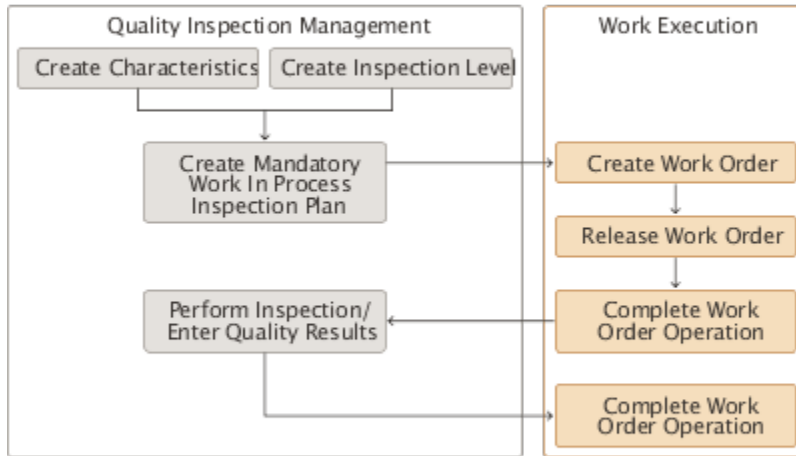 Quality Inspection Management
Work Execution
Create Characteristics
Create Inspection Level
Create Mandatory
Work In Process
Inspection Plan
Create Work Order
Release Work Order
Perform Inspection/
Enter Quality Results
Complete Work
Order Operation
Complete Work
Order Operation